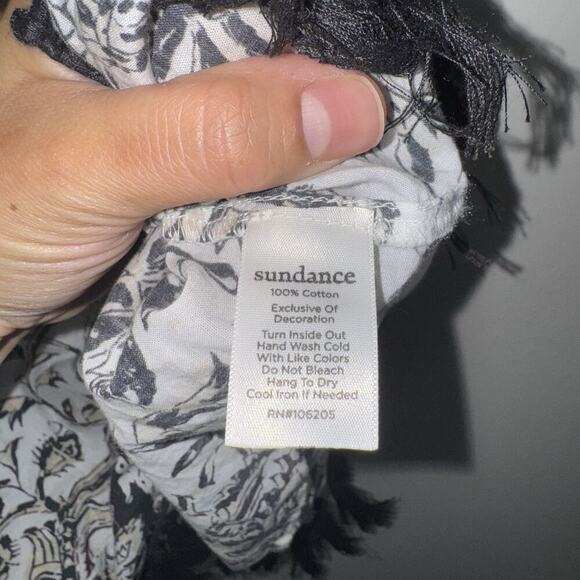 sundance
100% Cotton
Exclusive Of
Decoration
Turn Inside Out
Hand Wash Cold
With Like Colors
Do Not Bleach
Hang To Dry
Cool Iron If Needed
RN#106205